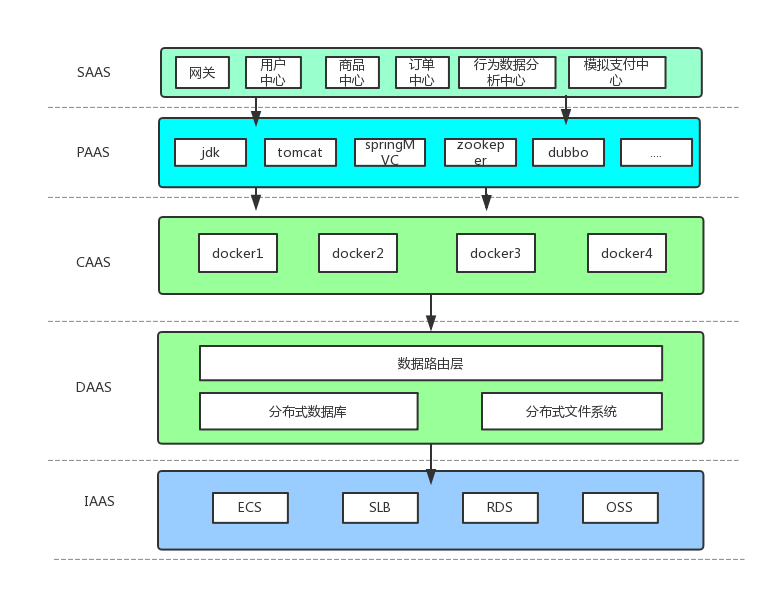 SAAS
网关
用户
中心
商品
中心
订单
中心
行为数据分
析中心
模拟支付中
心
PAAS
jdk
tomcat
springM
VC
zookep
er
dubbo
....
CAAS
docker1
docker2
docker3
docker4
DAAS
数据路由层
分布式数据库
分布式文件系统
IAAS
ECS
SLB
RDS
OSS